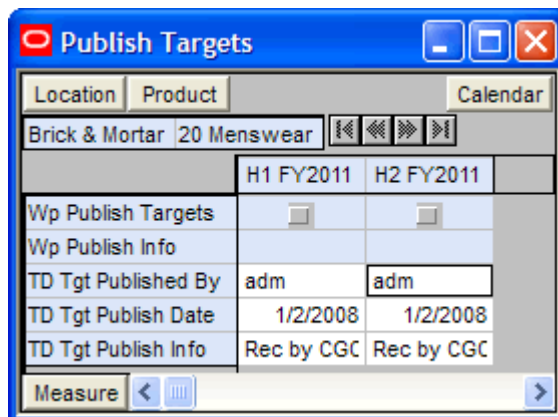 Publish Targets
Location Product Calendar
Brick & Mortar 20 Menswear
H1 FY2011 H2 FY2011
Wp Publish Targets
Wp Publish Info
TD Tgt Published By adm adm
TD Tgt Publish Date 1/2/2008 1/2/2008
TD Tgt Publish Info Rec by CGC Rec by CGC
Measure